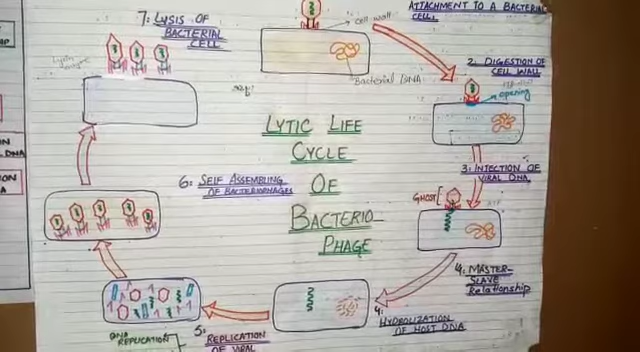 7: LYSIS OF
BACTERIAL
CELL
ATTACHMENT TO A BACTERIAL
CELL.
cell wall
Bacterial DNA
2. DIGESTION OF
CELL WALL
opening
LYTIC LIFE
CYCLE
OF
BACTERIO-
PHAGE
3: INJECTION OF
VIRAL DNA
GHOST
6: SELF ASSEMBLING
OF BACTERIOPHAGES
4: MASTER-
SLAVE
Relationship
4:
HYDROLIZATION
OF HOST DNA
5:
REPLICATION
OF VIRAL
DNA
REPLICATION
DNA
ION
A